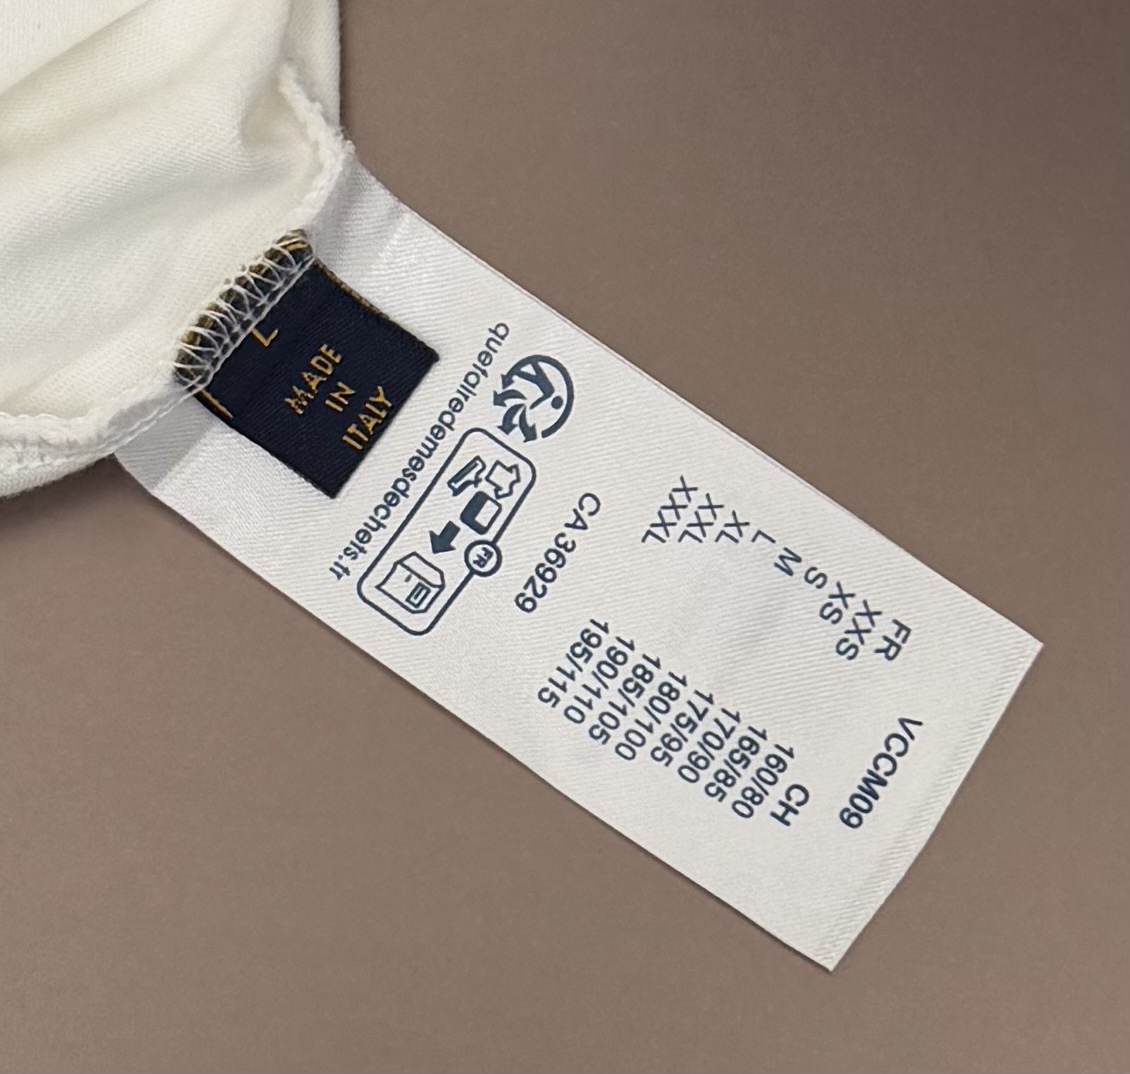 VCCM09
FR CH
XXS 160/80
XS 165/85
S 170/90
M 175/95
L 180/100
XL 185/105
XXL 190/110
XXXL 195/115
CA 36929
FR
quefairedemesdechets.fr
L
MADE
IN
ITALY